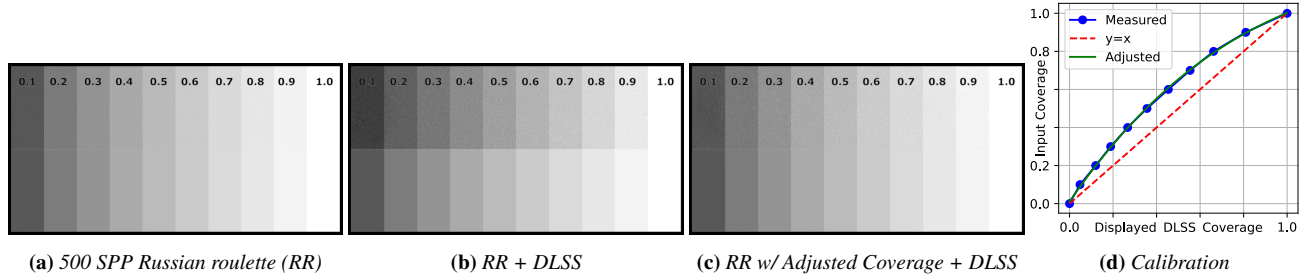 0.1 0.2 0.3 0.4 0.5 0.6 0.7 0.8 0.9 1.0
(a) 500 SPP Russian roulette (RR)
0.1 0.2 0.3 0.4 0.5 0.6 0.7 0.8 0.9 1.0
(b) RR + DLSS
0.1 0.2 0.3 0.4 0.5 0.6 0.7 0.8 0.9 1.0
(c) RR w/ Adjusted Coverage + DLSS
1.0
0.8
0.2
0.0
Input Coverage
Measured
y=x
Adjusted
0.0 Displayed DLSS Coverage 1.0
(d) Calibration